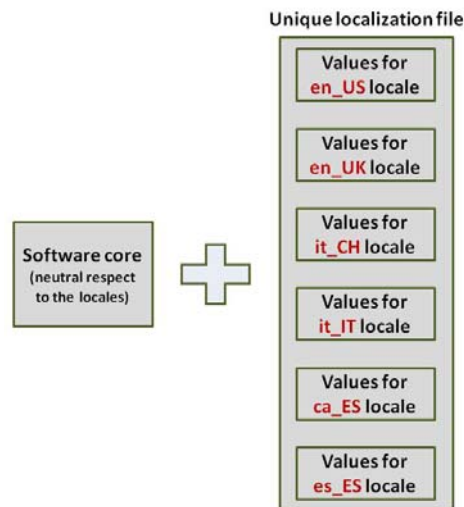 Unique localization file
Values for
en_US locale
Values for
en_UK locale
Values for
it_CH locale
Software core
(neutral respect
to the locales)
Values for
it_IT locale
Values for
ca_ES locale
Values for
es_ES locale